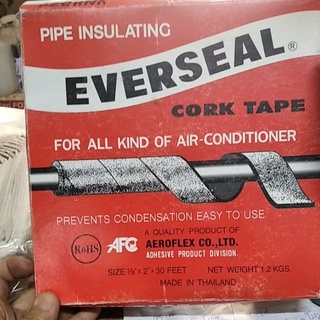 PIPE INSULATING
EVERSEAL®
CORK TAPE
FOR ALL KIND OF AIR-CONDITIONER
PREVENTS CONDENSATION.EASY TO USE
RoHS
AFC
A QUALITY PRODUCT OF
AEROFLEX CO.,LTD.
ADHESIVE PRODUCT DIVISION.
SIZE ⅛" x 2" x 30 FEET NET WEIGHT 1.2 KGS.
MADE IN THAILAND